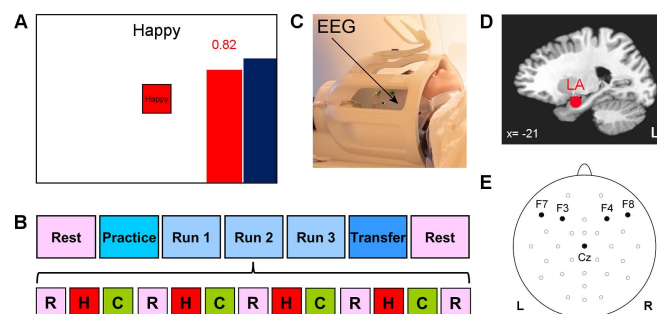 A
Happy
0.82
Happy
B
Rest Practice Run 1 Run 2 Run 3 Transfer Rest
R H C R H C R H C R H C R
C
EEG
D
LA
x= -21
L
E
F7 F3 F4 F8
Cz
L R